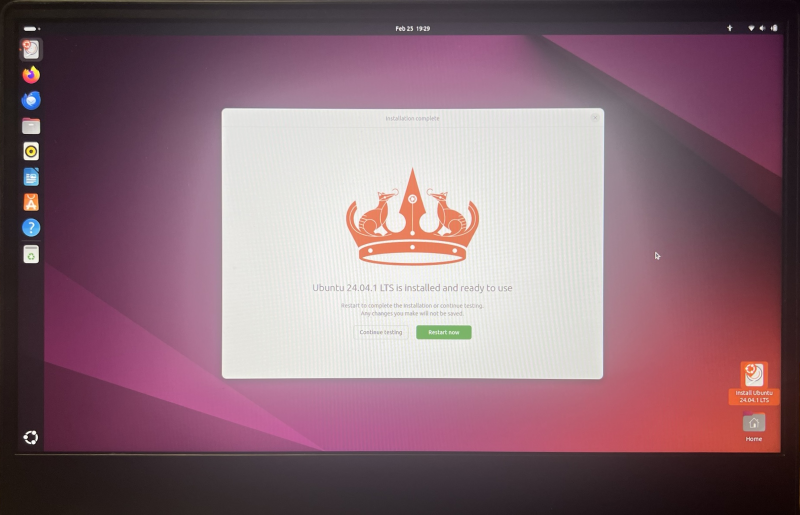 Feb 25 19:29
Installation complete
Ubuntu 24.04.1 LTS is installed and ready to use
Restart to complete the installation or continue testing.
Any changes you make will not be saved.
Continue testing
Restart now
Install Ubuntu
24.04.1 LTS
Home